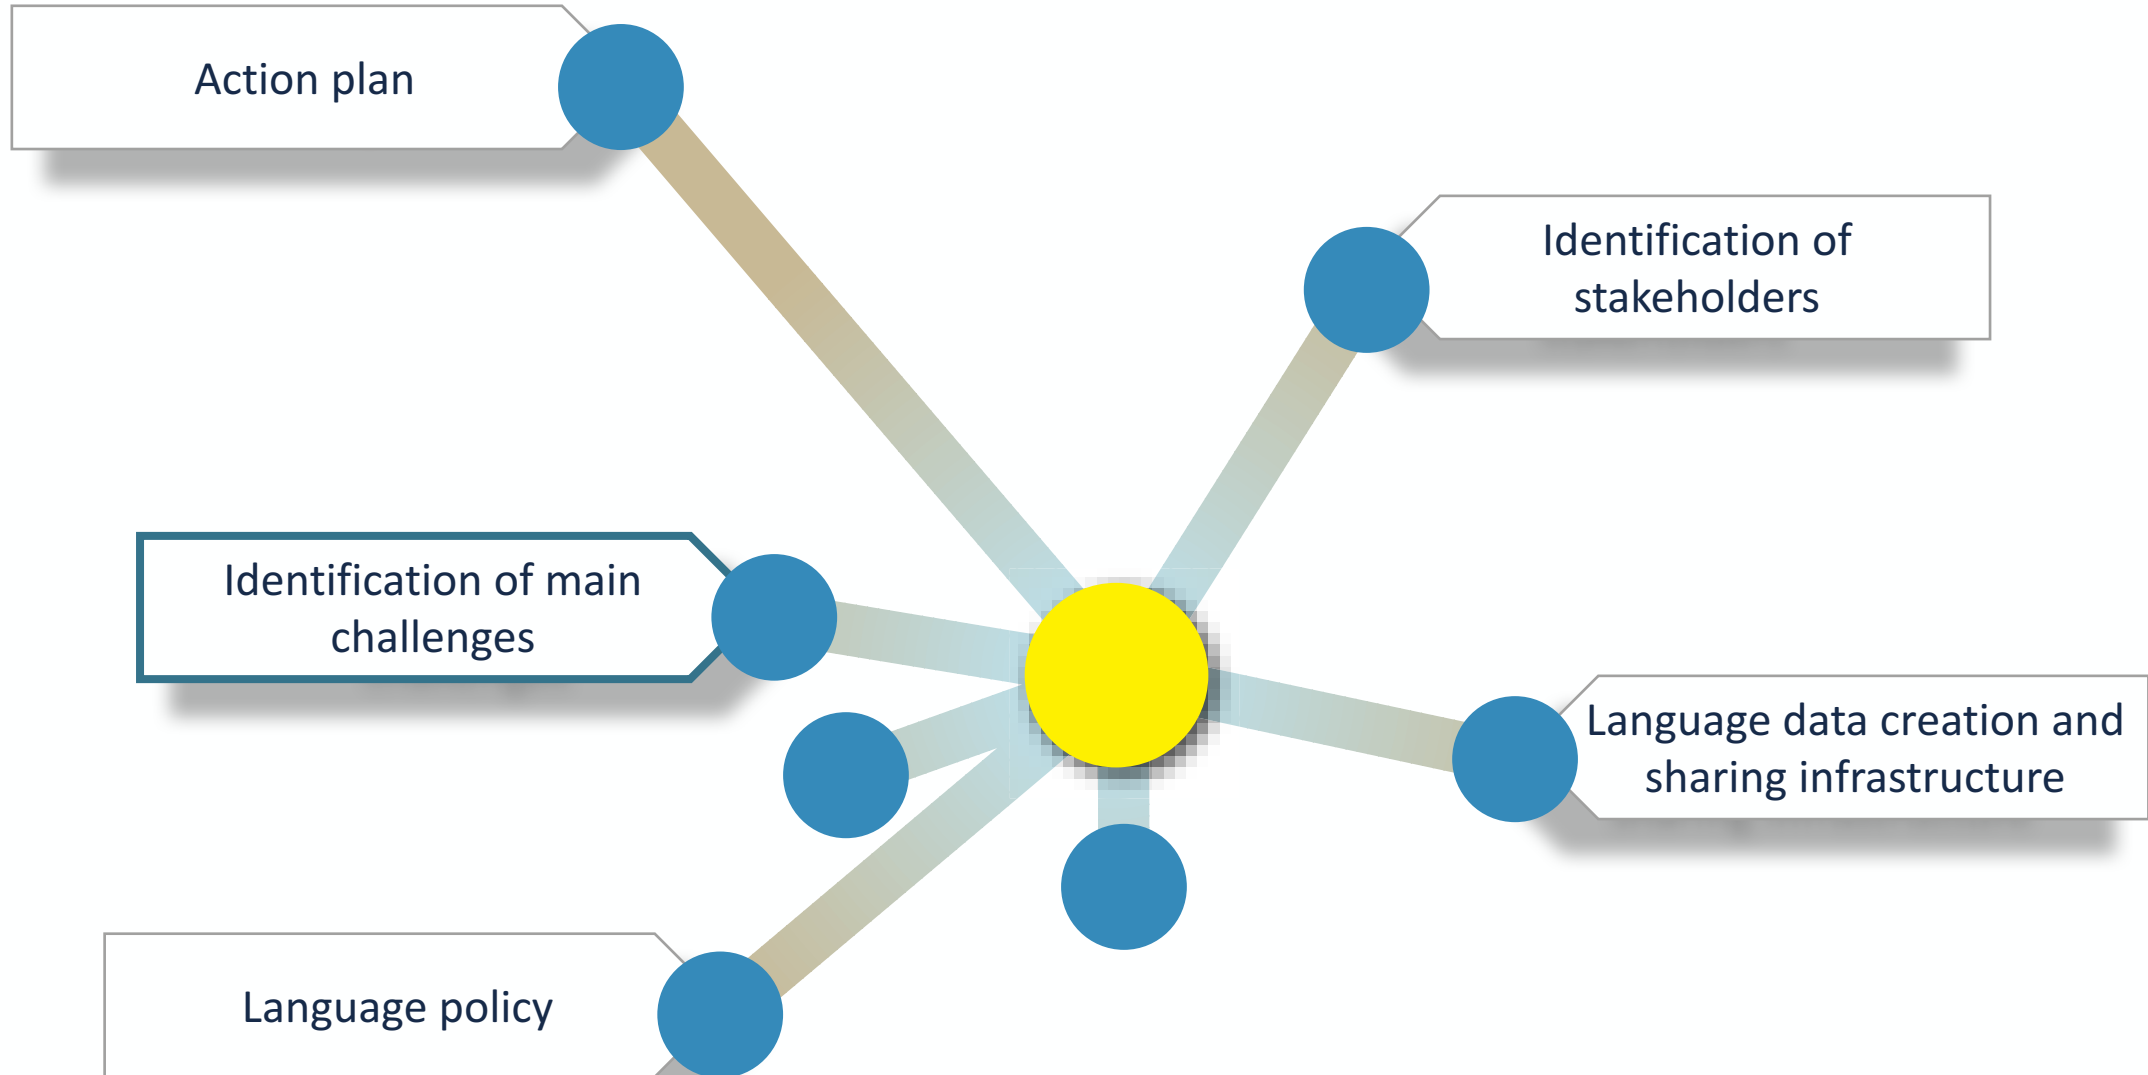 Action plan
Identification of
stakeholders
Identification of main
challenges
Language data creation and
sharing infrastructure
Language policy